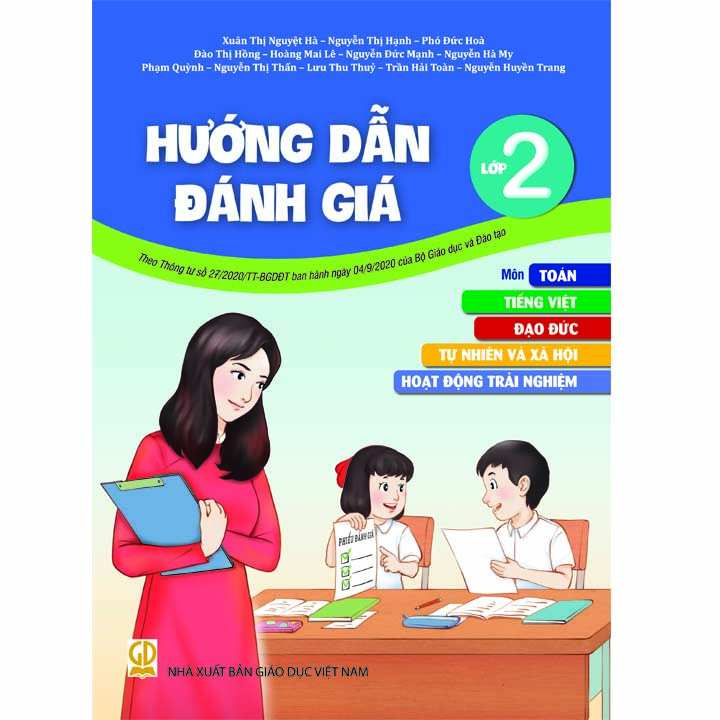 Xuân Thị Nguyệt Hà – Nguyễn Thị Hạnh – Phó Đức Hoà
Đào Thị Hồng – Hoàng Mai Lê – Nguyễn Đức Mạnh – Nguyễn Hà My
Phạm Quỳnh – Nguyễn Thị Thấn – Lưu Thu Thuỷ – Trần Hải Toàn – Nguyễn Huyền Trang
HƯỚNG DẪN
ĐÁNH GIÁ
LỚP 2
Theo Thông tư số 27/2020/TT-BGDĐT ban hành ngày 04/9/2020 của Bộ Giáo dục và Đào tạo
Môn TOÁN
TIẾNG VIỆT
ĐẠO ĐỨC
TỰ NHIÊN VÀ XÃ HỘI
HOẠT ĐỘNG TRẢI NGHIỆM
PHIẾU ĐÁNH GIÁ
GD
NHÀ XUẤT BẢN GIÁO DỤC VIỆT NAM